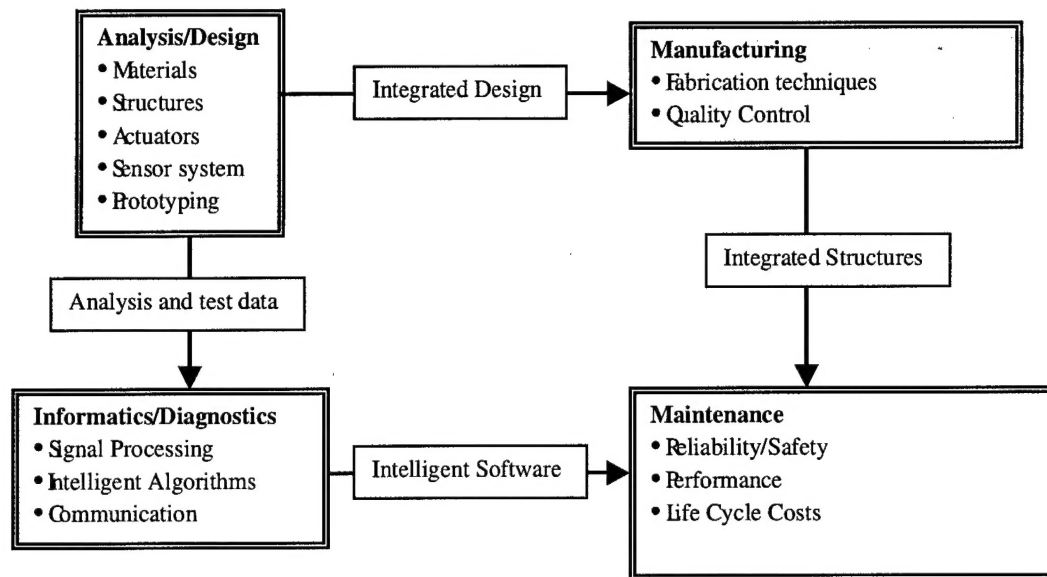 Analysis/Design
• Materials
• Structures
• Actuators
• Sensor system
• Prototyping
Integrated Design
Manufacturing
• Fabrication techniques
• Quality Control
Analysis and test data
Integrated Structures
Informatics/Diagnostics
• Signal Processing
• Intelligent Algorithms
• Communication
Intelligent Software
Maintenance
• Reliability/Safety
• Performance
• Life Cycle Costs